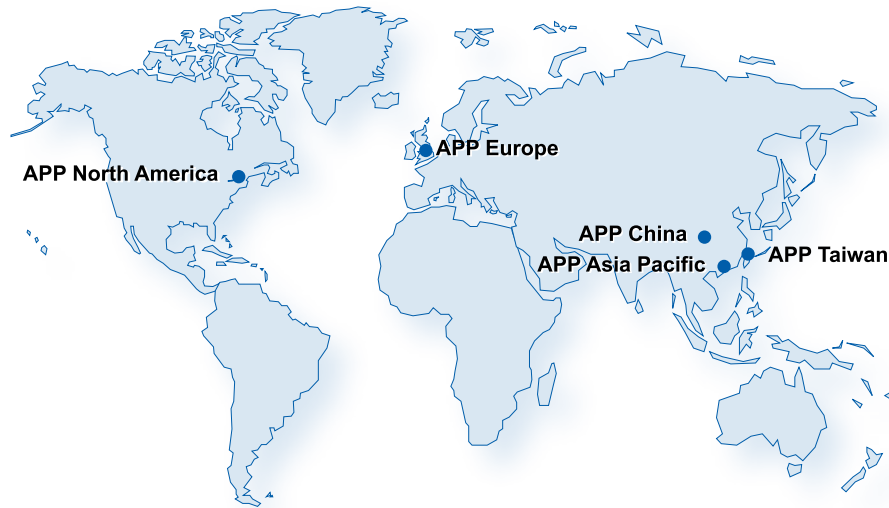 APP Europe
APP North America
APP China
APP Taiwan
APP Asia Pacific